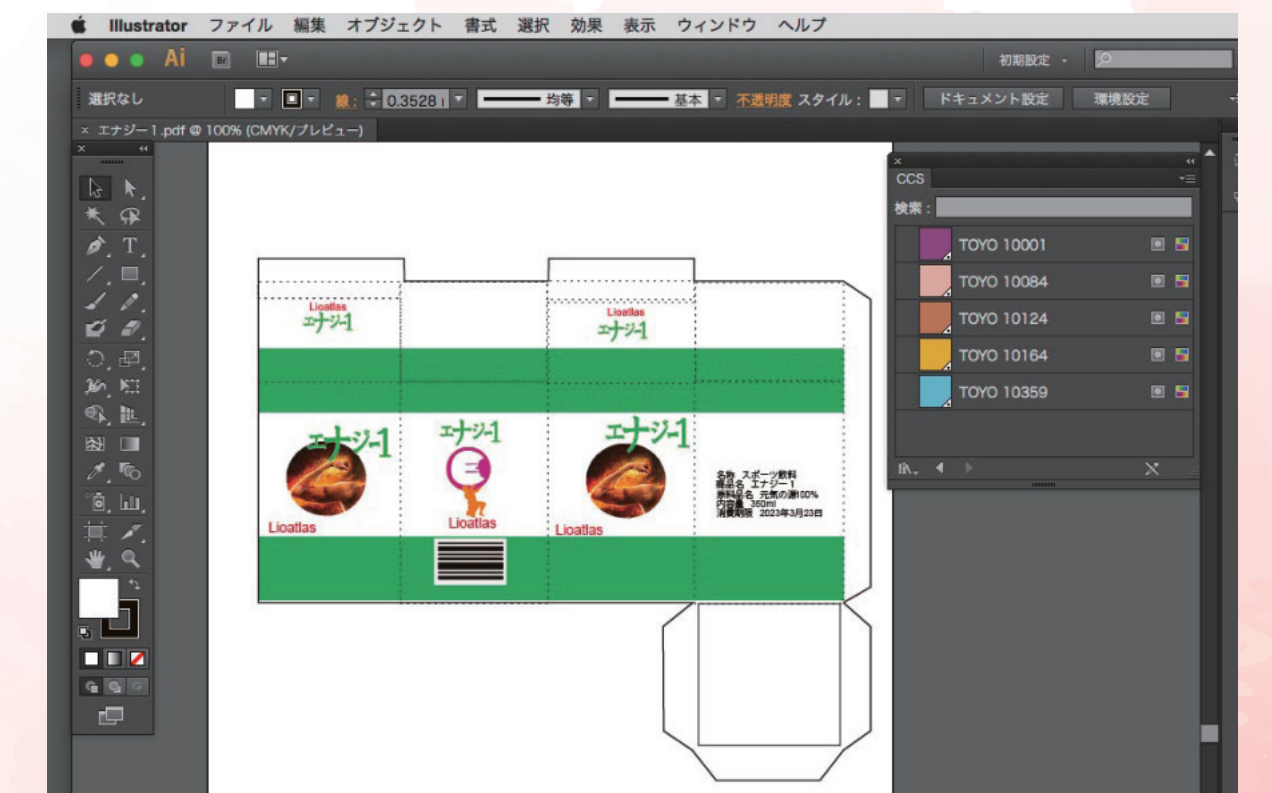 Illustrator ファイル 編集 オブジェクト 書式 選択 効果 表示 ウィンドウ ヘルプ
Ai Br 初期設定
選択なし 線: 0.3528 均等 基本 不透明度 スタイル: ドキュメント設定 環境設定
× エナジー1.pdf @ 100% (CMYK/プレビュー)
CCS
検索:
TOYO 10001
TOYO 10084
TOYO 10124
TOYO 10164
TOYO 10359
Lioatlas
エナジ-1
Lioatlas
エナジ-1
エナジ-1
Lioatlas
エナジ-1
Lioatlas
エナジ-1
Lioatlas
名称 スポーツ飲料
商品名 エナジー1
原料品名 元気の源100%
内容量 350ml
消費期限 2023年3月23日